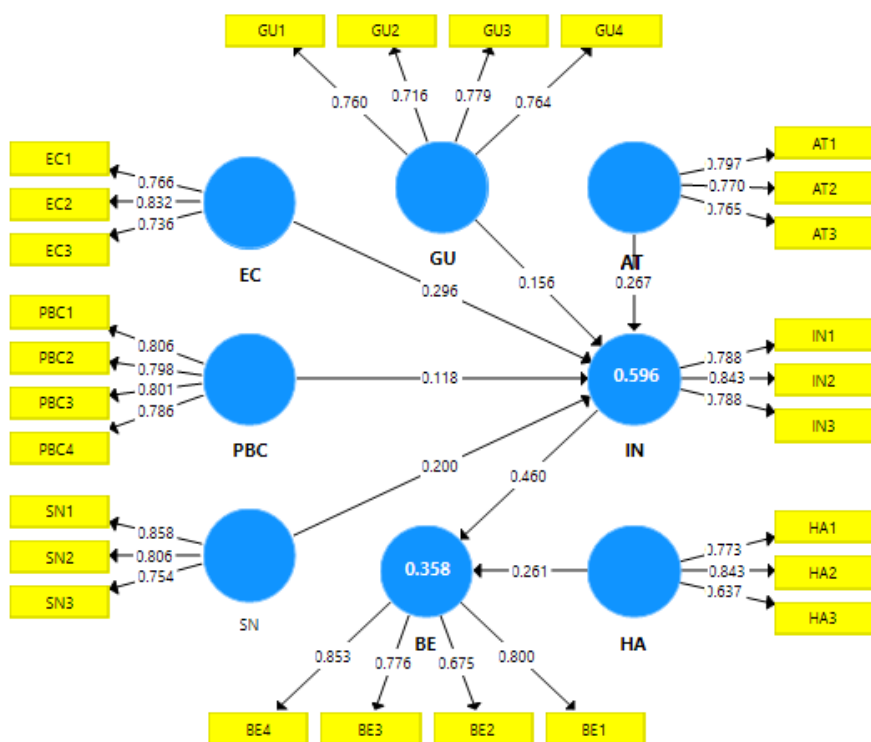 GU1 GU2 GU3 GU4
0.760 0.716 0.779 0.764
EC1
EC2
EC3
0.766
0.832
0.736
EC
GU
AT
AT1
AT2
AT3
0.797
0.770
0.765
0.296
0.156
0.267
PBC1
PBC2
PBC3
PBC4
0.806
0.798
0.801
0.786
PBC
0.118
0.596
IN
0.788
0.843
0.788
IN1
IN2
IN3
SN1
SN2
SN3
0.858
0.806
0.754
SN
0.200
0.460
0.358
BE
0.261
HA
0.773
0.843
0.637
HA1
HA2
HA3
0.853 0.776 0.675 0.800
BE4 BE3 BE2 BE1